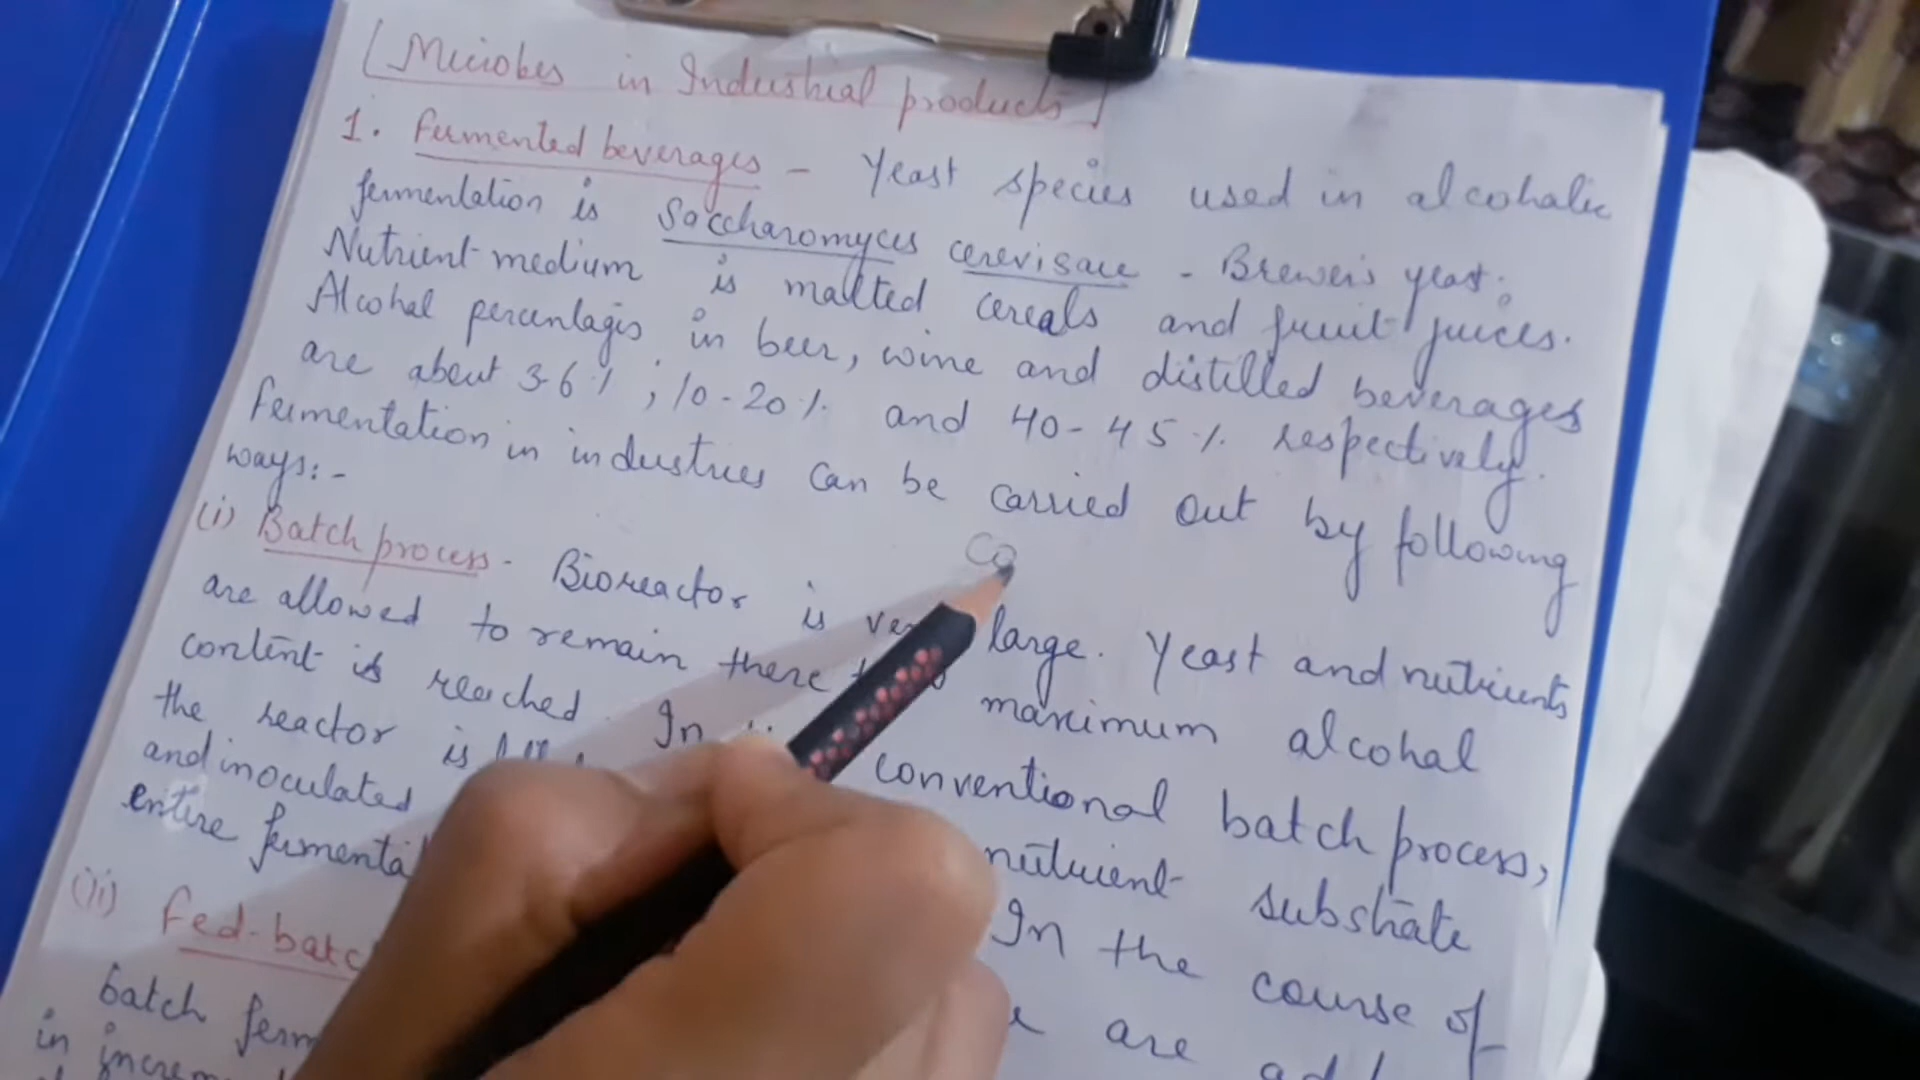 Microbes in Industrial products
1. Fermented beverages - Yeast species used in alcohalic
fermentation is Saccharomyces cerevisace - Brewer's yeast.
Nutrient medium is malted cereals and fruit juices.
Alcohal percentages in beer, wine and distilled beverages
are about 3-6%, 10-20% and 40-45% respectively.
Fermentation in industries can be carried out by following
ways:-
Co
(i) Batch process - Bioreactor is large. Yeast and nutrients
are allowed to remain there maximum alcohal
content is reached. In conventional batch process,
the reactor is nutrient substrate
and inoculated In the course of
entire are
(ii) Fed-batc
batch
in